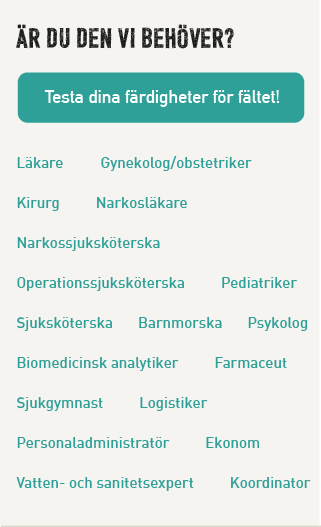 ÄR DU DEN VI BEHÖVER?
Testa dina färdigheter för fältet!
Läkare Gynekolog/obstetriker
Kirurg Narkosläkare
Narkossjuksköterska
Operationssjuksköterska Pediatriker
Sjuksköterska Barnmorska Psykolog
Biomedicinsk analytiker Farmaceut
Sjukgymnast Logistiker
Personaladministratör Ekonom
Vatten- och sanitetsexpert Koordinator